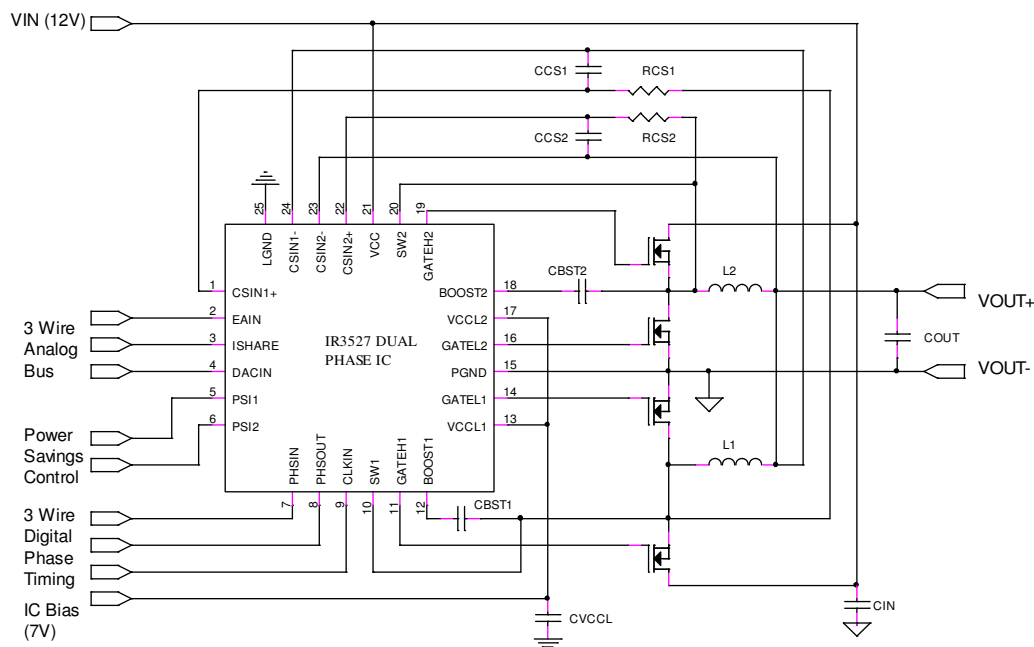 VIN (12V)
CCS1
RCS1
CCS2
RCS2
25
24
23
22
21
20
19
LGND
CSIN1-
CSIN2-
CSIN2+
VCC
SW2
GATEH2
1
CSIN1+
2
EAIN
3
ISHARE
4
DACIN
5
PSI1
6
PSI2
IR3527 DUAL
PHASE IC
BOOST2
18
VCCL2
17
GATEL2
16
PGND
15
GATEL1
14
VCCL1
13
PHSIN
PHSOUT
CLKIN
SW1
GATEH1
BOOST1
7
8
9
10
11
12
CBST2
L2
VOUT+
COUT
VOUT-
L1
CBST1
3 Wire
Analog
Bus
Power
Savings
Control
3 Wire
Digital
Phase
Timing
IC Bias
(7V)
CVCCL
CIN